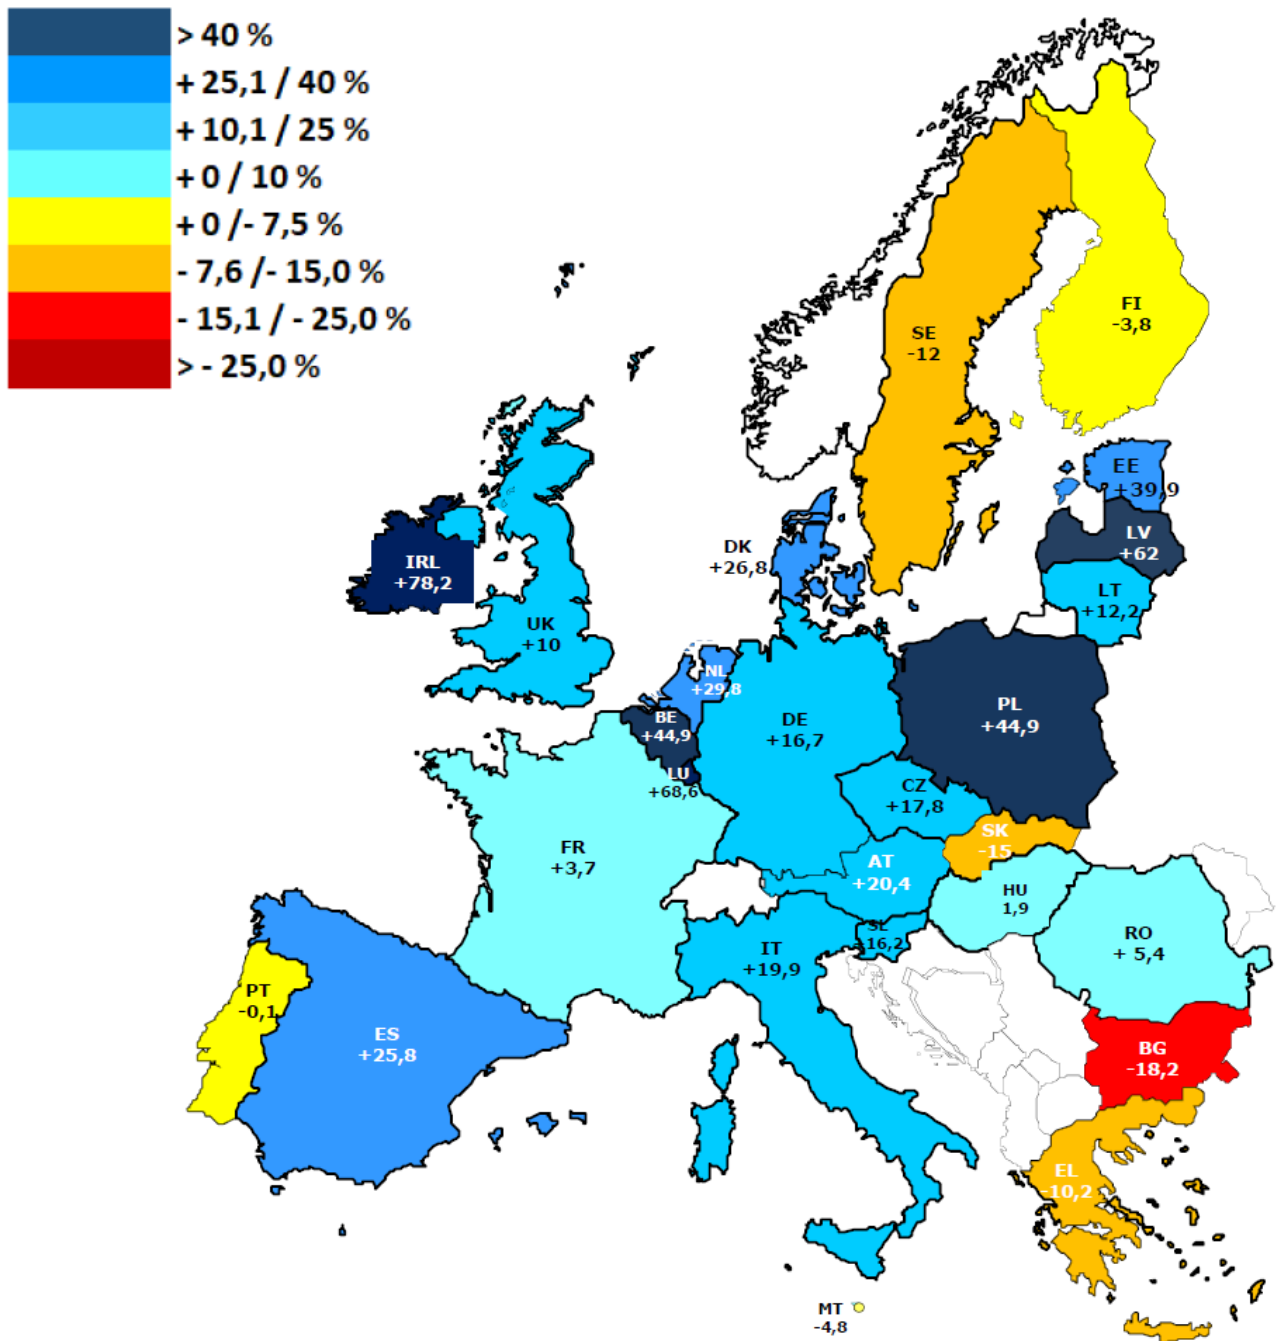 > 40 %
+ 25,1 / 40 %
+ 10,1 / 25 %
+ 0 / 10 %
+ 0 /- 7,5 %
- 7,6 /- 15,0 %
- 15,1 / - 25,0 %
> - 25,0 %
FI
-3,8
SE
-12
EE
+39,9
LV
+62
DK
+26,8
IRL
+78,2
LT
+12,2
UK
+10
NL
+29,8
PL
+44,9
BE
+44,9
DE
+16,7
LU
+68,6
CZ
+17,8
SK
-15
FR
+3,7
AT
+20,4
HU
1,9
SL
+16,2
RO
+ 5,4
IT
+19,9
PT
-0,1
ES
+25,8
BG
-18,2
EL
-10,2
MT
-4,8